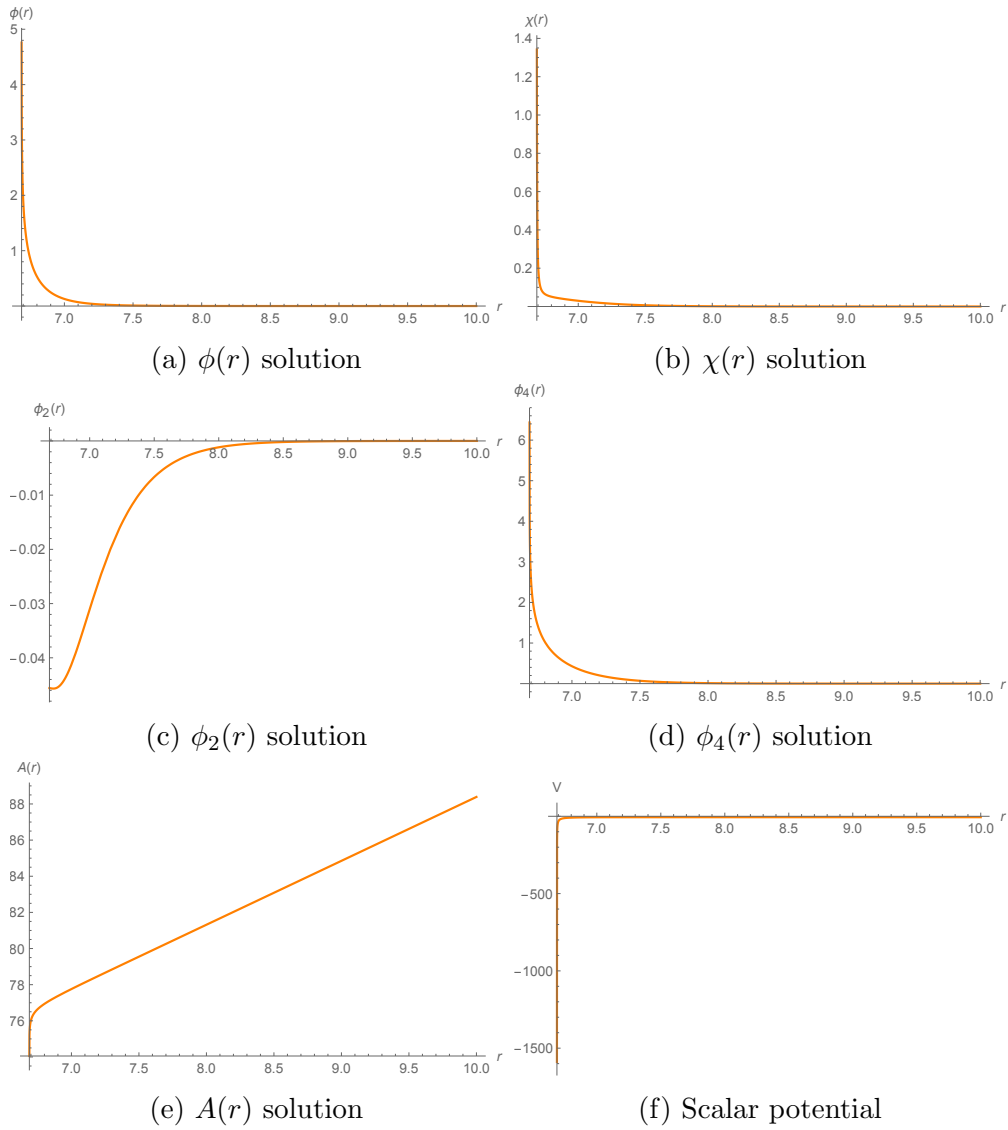 ϕ(r)
5
4
3
2
1
7.0 7.5 8.0 8.5 9.0 9.5 10.0 r
(a) ϕ(r) solution
χ(r)
1.4
1.2
1.0
0.8
0.6
0.4
0.2
7.0 7.5 8.0 8.5 9.0 9.5 10.0 r
(b) χ(r) solution
ϕ₂(r)
7.0 7.5 8.0 8.5 9.0 9.5 10.0 r
−0.01
−0.02
−0.03
−0.04
(c) ϕ₂(r) solution
ϕ₄(r)
6
5
4
3
2
1
7.0 7.5 8.0 8.5 9.0 9.5 10.0 r
(d) ϕ₄(r) solution
A(r)
88
86
84
82
80
78
76
7.0 7.5 8.0 8.5 9.0 9.5 10.0 r
(e) A(r) solution
V
7.0 7.5 8.0 8.5 9.0 9.5 10.0 r
−500
−1000
−1500
(f) Scalar potential